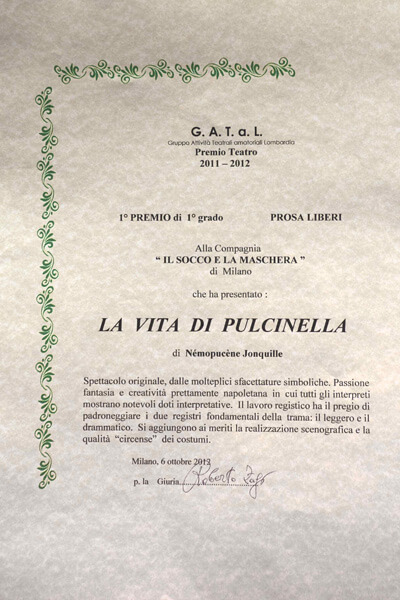 G. A. T. a L.
Gruppo Attività Teatrali amatoriali Lombardia
Premio Teatro
2011 – 2012
1° PREMIO di 1° grado PROSA LIBERI
Alla Compagnia
“ IL SOCCO E LA MASCHERA ”
di Milano
che ha presentato :
LA VITA DI PULCINELLA
di Némopucène Jonquille
Spettacolo originale, dalle molteplici sfaccettature simboliche. Passione
fantasia e creatività prettamente napoletana in cui tutti gli interpreti
mostrano notevoli doti interpretative. Il lavoro registico ha il pregio di
padroneggiare i due registri fondamentali della trama: il leggero e il
drammatico. Si aggiungono ai meriti la realizzazione scenografica e la
qualità “circense” dei costumi.
Milano, 6 ottobre 2012
p. la Giuria Roberto